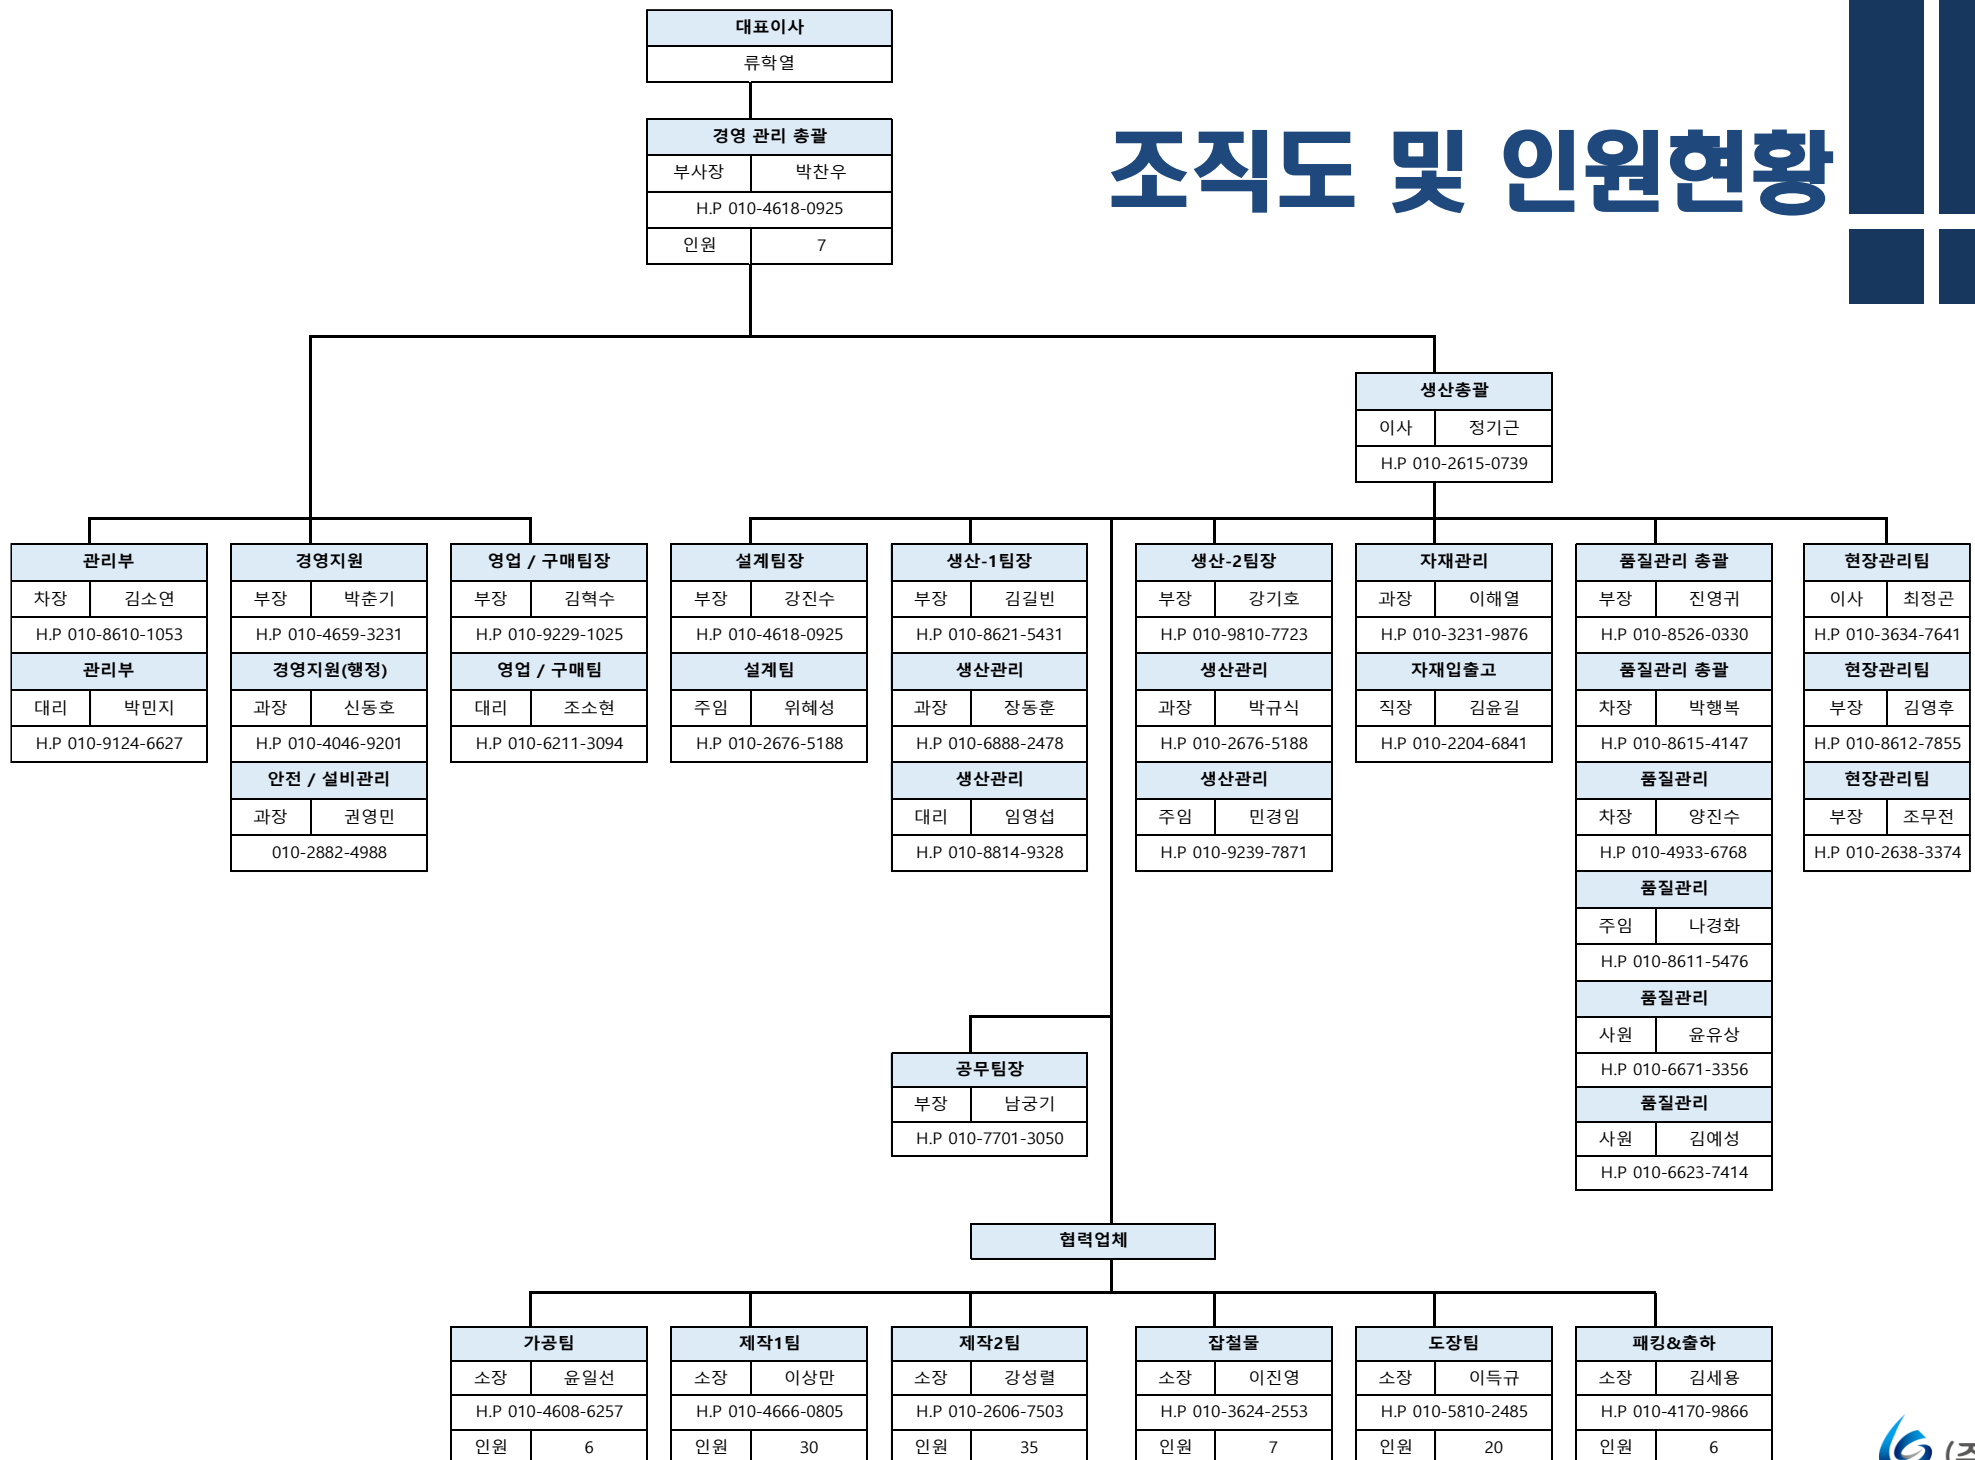 대표이사
류학열
경영 관리 총괄
부사장 박찬우
H.P 010-4618-0925
인원 7
조직도 및 인원현황
생산총괄
이사 정기근
H.P 010-2615-0739
관리부
차장 김소연
H.P 010-8610-1053
관리부
대리 박민지
H.P 010-9124-6627
경영지원
부장 박춘기
H.P 010-4659-3231
경영지원(행정)
과장 신동호
H.P 010-4046-9201
안전 / 설비관리
과장 권영민
010-2882-4988
영업 / 구매팀장
부장 김혁수
H.P 010-9229-1025
영업 / 구매팀
대리 조소현
H.P 010-6211-3094
설계팀장
부장 강진수
H.P 010-4618-0925
설계팀
주임 위혜성
H.P 010-2676-5188
생산-1팀장
부장 김길빈
H.P 010-8621-5431
생산관리
과장 장동훈
H.P 010-6888-2478
생산관리
대리 임영섭
H.P 010-8814-9328
생산-2팀장
부장 강기호
H.P 010-9810-7723
생산관리
과장 박규식
H.P 010-2676-5188
생산관리
주임 민경임
H.P 010-9239-7871
자재관리
과장 이해열
H.P 010-3231-9876
자재입출고
직장 김윤길
H.P 010-2204-6841
품질관리 총괄
부장 진영귀
H.P 010-8526-0330
품질관리 총괄
차장 박행복
H.P 010-8615-4147
품질관리
차장 양진수
H.P 010-4933-6768
품질관리
주임 나경화
H.P 010-8611-5476
품질관리
사원 윤유상
H.P 010-6671-3356
품질관리
사원 김예성
H.P 010-6623-7414
현장관리팀
이사 최정곤
H.P 010-3634-7641
현장관리팀
부장 김영후
H.P 010-8612-7855
현장관리팀
부장 조무전
H.P 010-2638-3374
공무팀장
부장 남궁기
H.P 010-7701-3050
협력업체
가공팀
소장 윤일선
H.P 010-4608-6257
인원 6
제작1팀
소장 이상만
H.P 010-4666-0805
인원 30
제작2팀
소장 강성렬
H.P 010-2606-7503
인원 35
잡철물
소장 이진영
H.P 010-3624-2553
인원 7
도장팀
소장 이득규
H.P 010-5810-2485
인원 20
패킹&출하
소장 김세용
H.P 010-4170-9866
인원 6